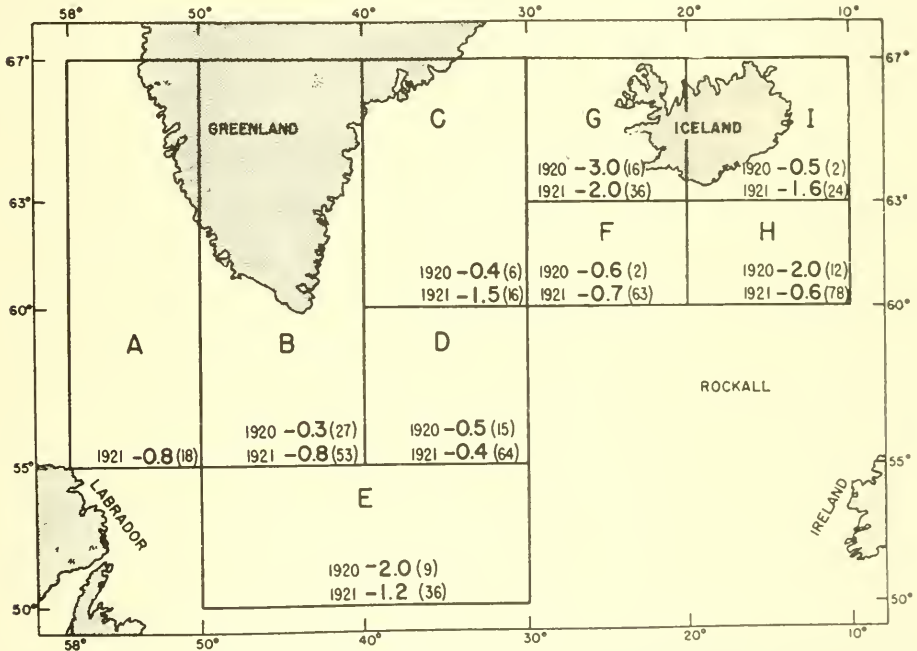 58° 50° 40° 30° 20° 10°
67° 67°
C G I
GREENLAND ICELAND
1920 -3.0 (16) 1920 -0.5 (2)
1921 -2.0 (36) 1921 -1.6 (24)
63° 63°
F H
1920 -0.4 (6) 1920 -0.6 (2) 1920 -2.0 (12)
1921 -1.5 (16) 1921 -0.7 (63) 1921 -0.6 (78)
60° 60°
A B D
ROCKALL
1920 -0.3 (27) 1920 -0.5 (15)
1921 -0.8 (18) 1921 -0.8 (53) 1921 -0.4 (64)
55° 55°
LABRADOR E IRELAND
1920 -2.0 (9)
1921 -1.2 (36)
50° 50°
58° 50° 40° 30° 20° 10°